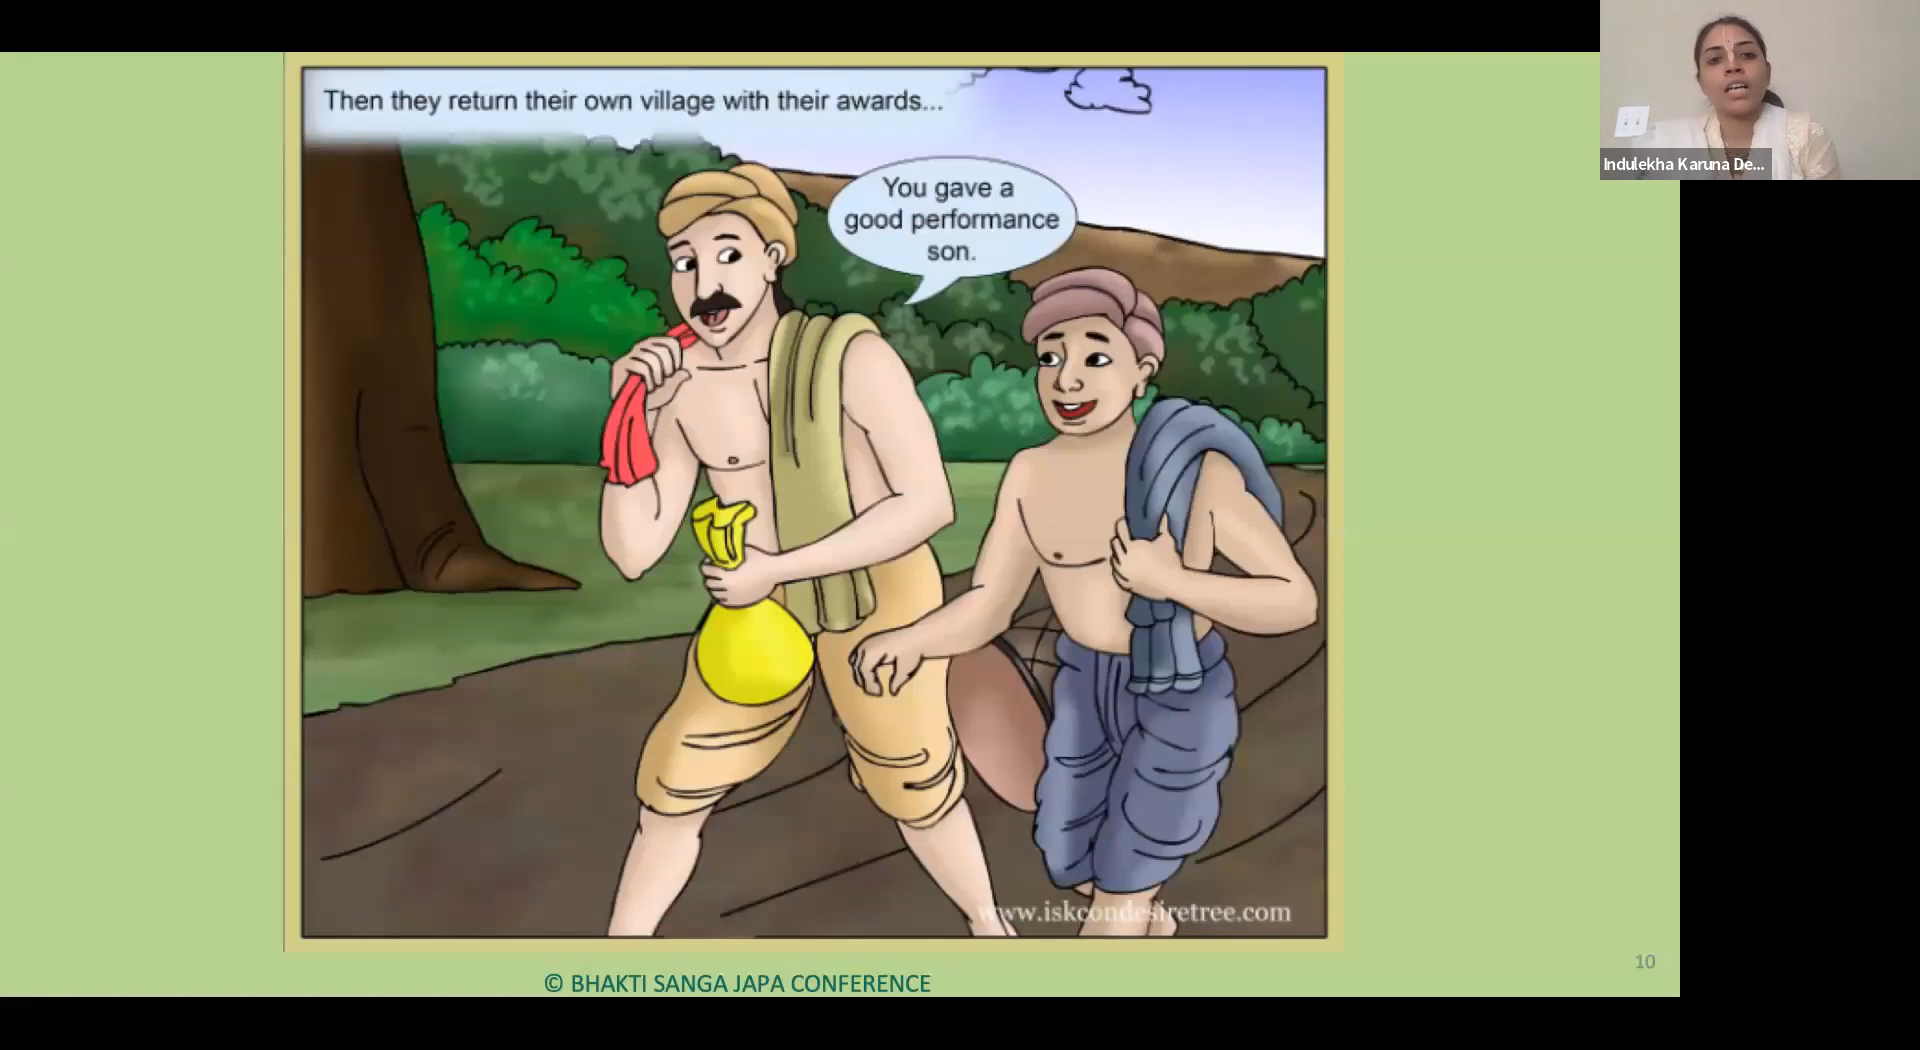 Then they return their own village with their awards...
You gave a
good performance
son.
Indulekha Karuna De...
www.iskcondesiretree.com
10
© BHAKTI SANGA JAPA CONFERENCE